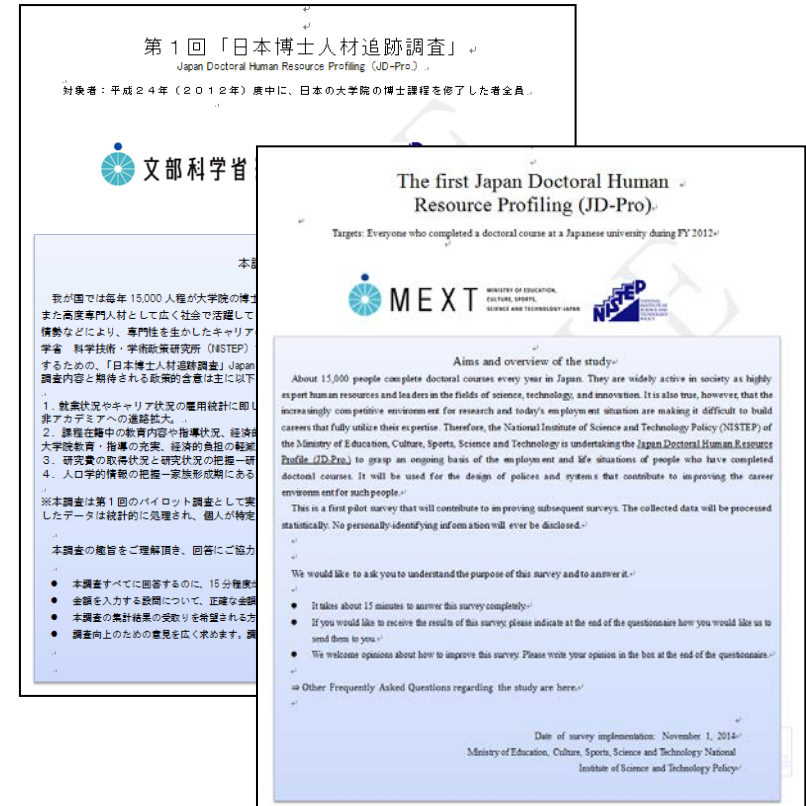 第１回「日本博士人材追跡調査」
Japan Doctoral Human Resource Profiling (JD-Pro.)
対象者：平成２４年（２０１２年）度中に、日本の大学院の博士課程を修了した者全員
文部科学省
本調
我が国では毎年 15,000 人程が大学院の博士
また高度専門人材として広く社会で活躍して
情勢などにより、専門性を生かしたキャリア
学省　科学技術・学術政策研究所（NISTEP）
するための、「日本博士人材追跡調査」Japan
調査内容と期待される政策的含意は主に以下
１．就業状況やキャリア状況の雇用統計に即し
非アカデミアへの進路拡大。
２．課程在籍中の教育内容や指導状況、経済的
大学院教育・指導の充実、経済的負担の軽減
３．研究費の取得状況と研究状況の把握―研
４．人口学的情報の把握―家族形成期にある
※本調査は第１回のパイロット調査として実
したデータは統計的に処理され、個人が特定
本調査の趣旨をご理解頂き、回答にご協力
● 本調査すべてに回答するのに、15 分程度か
● 金額を入力する設問について、正確な金額
● 本調査の集計結果の受取りを希望される方
● 調査向上のための意見を広く求めます。調
The first Japan Doctoral Human
Resource Profiling (JD-Pro)
Targets: Everyone who completed a doctoral course at a Japanese university during FY 2012
MEXT
MINISTRY OF EDUCATION,
CULTURE, SPORTS,
SCIENCE AND TECHNOLOGY-JAPAN
NISTEP
NATIONAL
INSTITUTE OF
SCIENCE AND
TECHNOLOGY
POLICY
Aims and overview of the study
About 15,000 people complete doctoral courses every year in Japan. They are widely active in society as highly
expert human resources and leaders in the fields of science, technology, and innovation. It is also true, however, that the
increasingly competitive environment for research and today's employment situation are making it difficult to build
careers that fully utilize their expertise. Therefore, the National Institute of Science and Technology Policy (NISTEP) of
the Ministry of Education, Culture, Sports, Science and Technology is undertaking the Japan Doctoral Human Resource
Profile (JD-Pro.) to grasp an ongoing basis of the employment and life situations of people who have completed
doctoral courses. It will be used for the design of polices and systems that contribute to improving the career
environment for such people.
This is a first pilot survey that will contribute to improving subsequent surveys. The collected data will be processed
statistically. No personally-identifying information will ever be disclosed.
We would like to ask you to understand the purpose of this survey and to answer it.
● It takes about 15 minutes to answer this survey completely.
● If you would like to receive the results of this survey, please indicate at the end of the questionnaire how you would like us to
send them to you.
● We welcome opinions about how to improve this survey. Please write your opinion in the box at the end of the questionnaire.
⇒ Other Frequently Asked Questions regarding the study are here.
Date of survey implementation: November 1, 2014
Ministry of Education, Culture, Sports, Science and Technology National
Institute of Science and Technology Policy